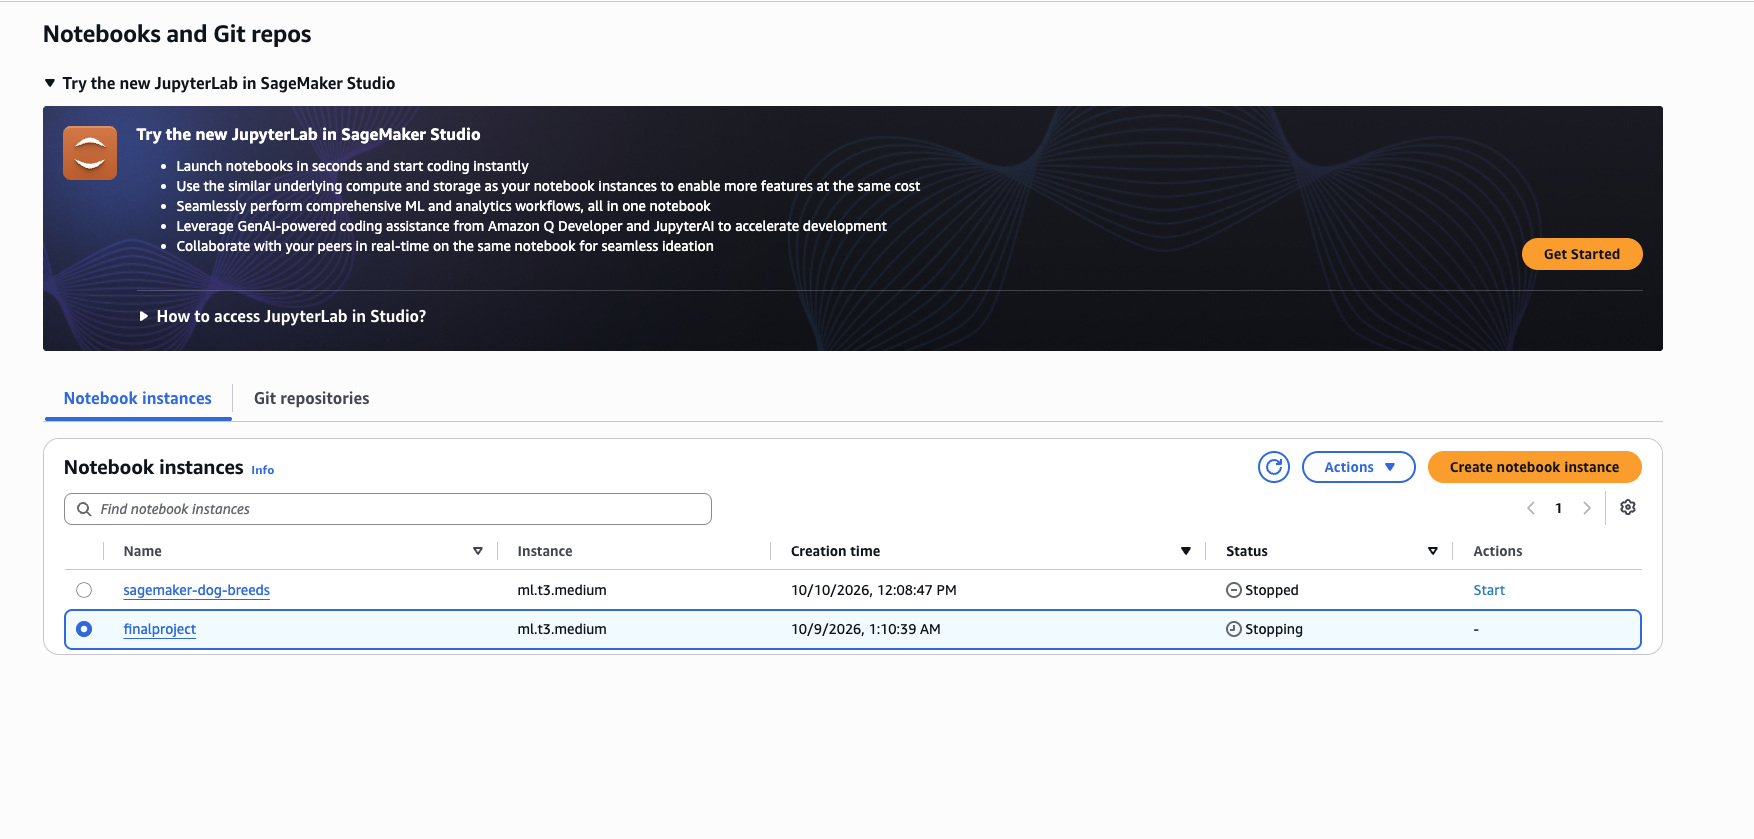 Notebooks and Git repos
Try the new JupyterLab in SageMaker Studio
Try the new JupyterLab in SageMaker Studio
Launch notebooks in seconds and start coding instantly
Use the similar underlying compute and storage as your notebook instances to enable more features at the same cost
Seamlessly perform comprehensive ML and analytics workflows, all in one notebook
Leverage GenAI-powered coding assistance from Amazon Q Developer and JupyterAI to accelerate development
Collaborate with your peers in real-time on the same notebook for seamless ideation
Get Started
How to access JupyterLab in Studio?
Notebook instances Git repositories
Notebook instances Info Actions Create notebook instance
Find notebook instances 1
Name Instance Creation time Status Actions
sagemaker-dog-breeds ml.t3.medium 10/10/2026, 12:08:47 PM Stopped Start
finalproject ml.t3.medium 10/9/2026, 1:10:39 AM Stopping -